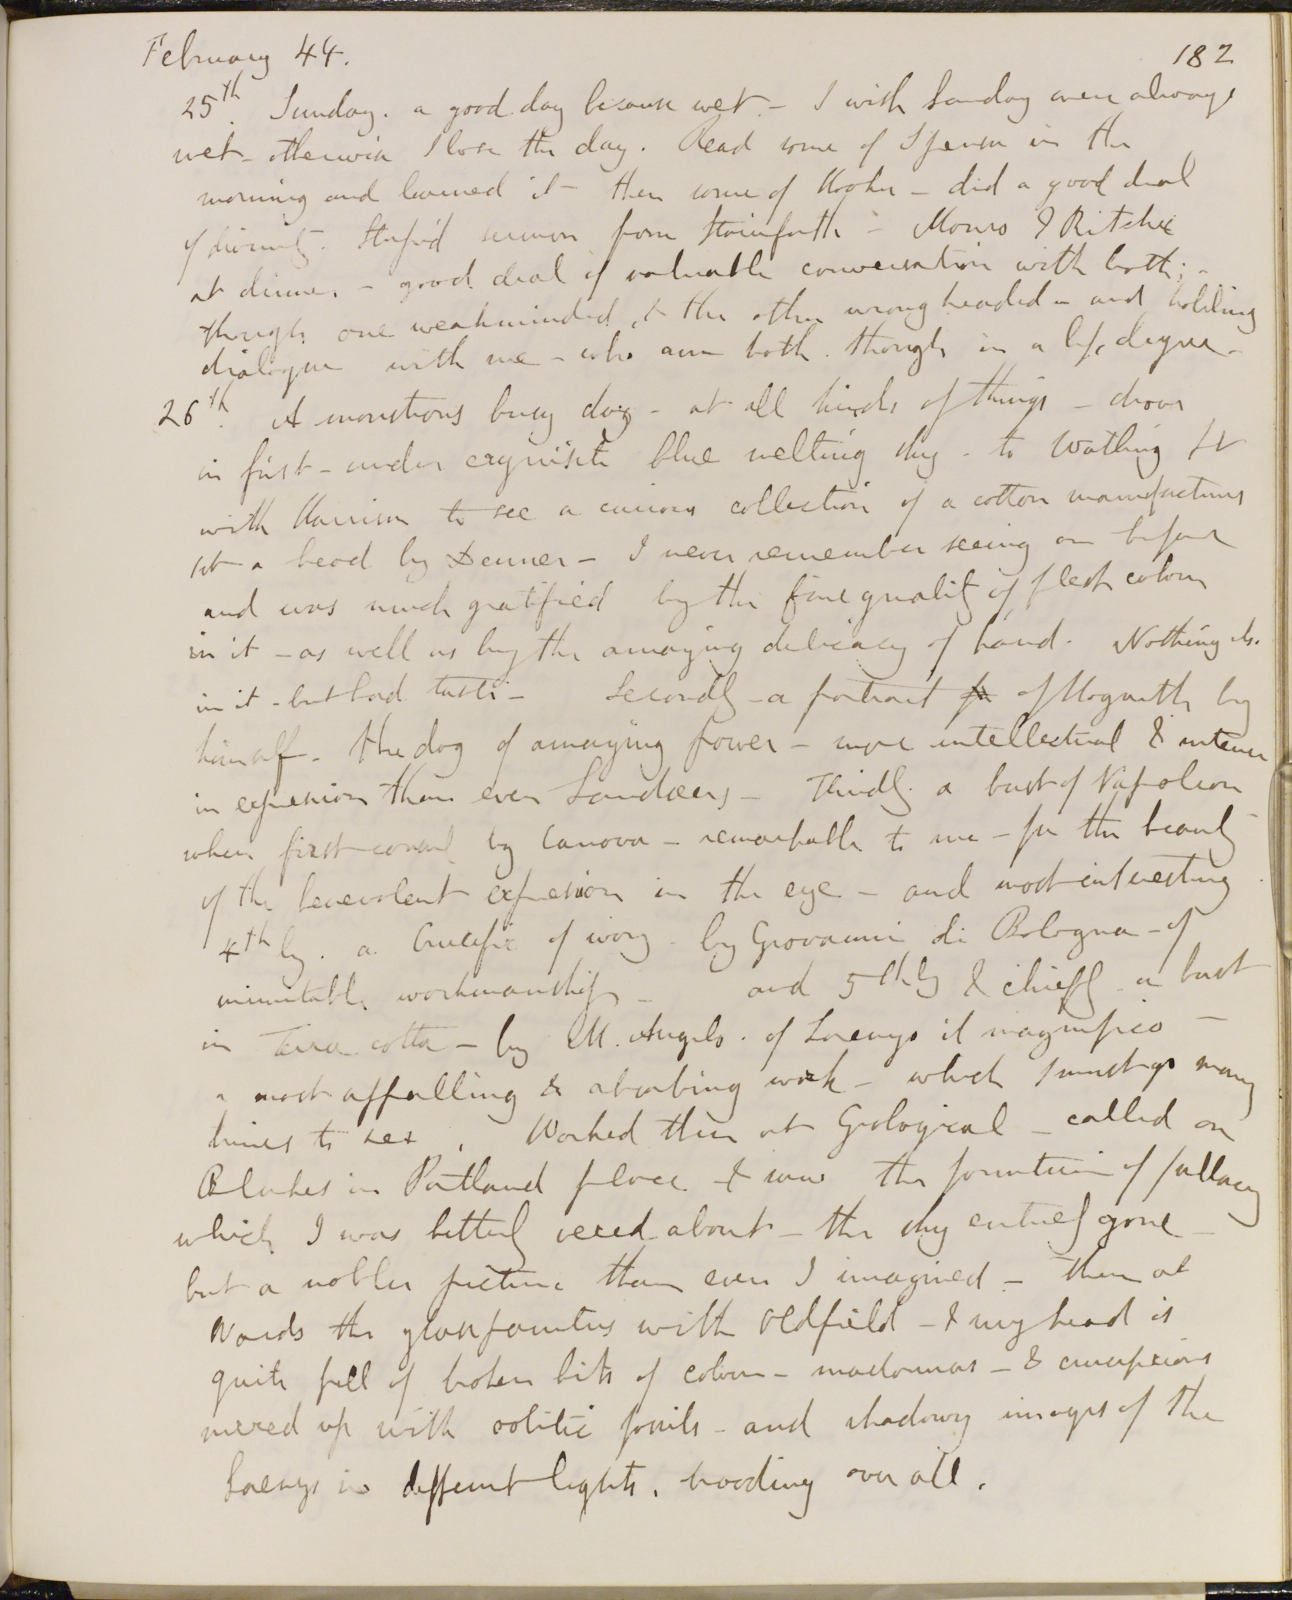 February 44.
182
25th. Sunday. a good day because wet - I wish Sunday were always
wet - otherwise I lose the day. Read some of Spenser in the
morning and learned it - then some of Hooker - did a good deal
of divinity. Stupid sermon from Stainforth - Monro & Ritchie
at dinner. - good deal of valuable conversation with both; -
though one weakminded, & the other wrong headed - and holding
dialogue with me - who am both. though in a less degree -
26th. A monstrous busy day - at all kinds of things - drove
in first - under exquisite blue melting sky - to Watling St
with Harrison to see a curious collection of a cotton manufacturers
1st a head by Denner - I never remember seeing one before
and was much gratified by the fine quality of flesh colour
in it - as well as by the amazing delicacy of hand. Nothing else
in it - but bad taste - Secondly - a portrait of Hogarth by
himself. The dog of amazing power - more intellectual & intense
in expression than even Landseers - Thirdly. a bust of Napoleon
when first consul by Canova - remarkable to me - for the beauty
of the benevolent expression in the eye - and most interesting.
4thly. a Crucifix of ivory. by Giovanni di Bologna - of
inimitable workmanship - and 5thly & chiefly - a bust
in Terra cotta - by M. Angelo. of Lorenzo il magnifico -
a most appalling & absorbing work - which I must go many
times to see. Worked then at Geological - called on
Blakes in Portland place & saw the fountain of fallacy
which I was bitterly vexed about - the sky entirely gone -
but a nobler picture than even I imagined - Then at
Wards the glasspainters with Oldfield - & my head is
quite full of broken bits of colour - madonnas - & crucifixions
mixed up with oolitic fossils - and shadowy images of the
Lorenzo in different lights, brooding over all.